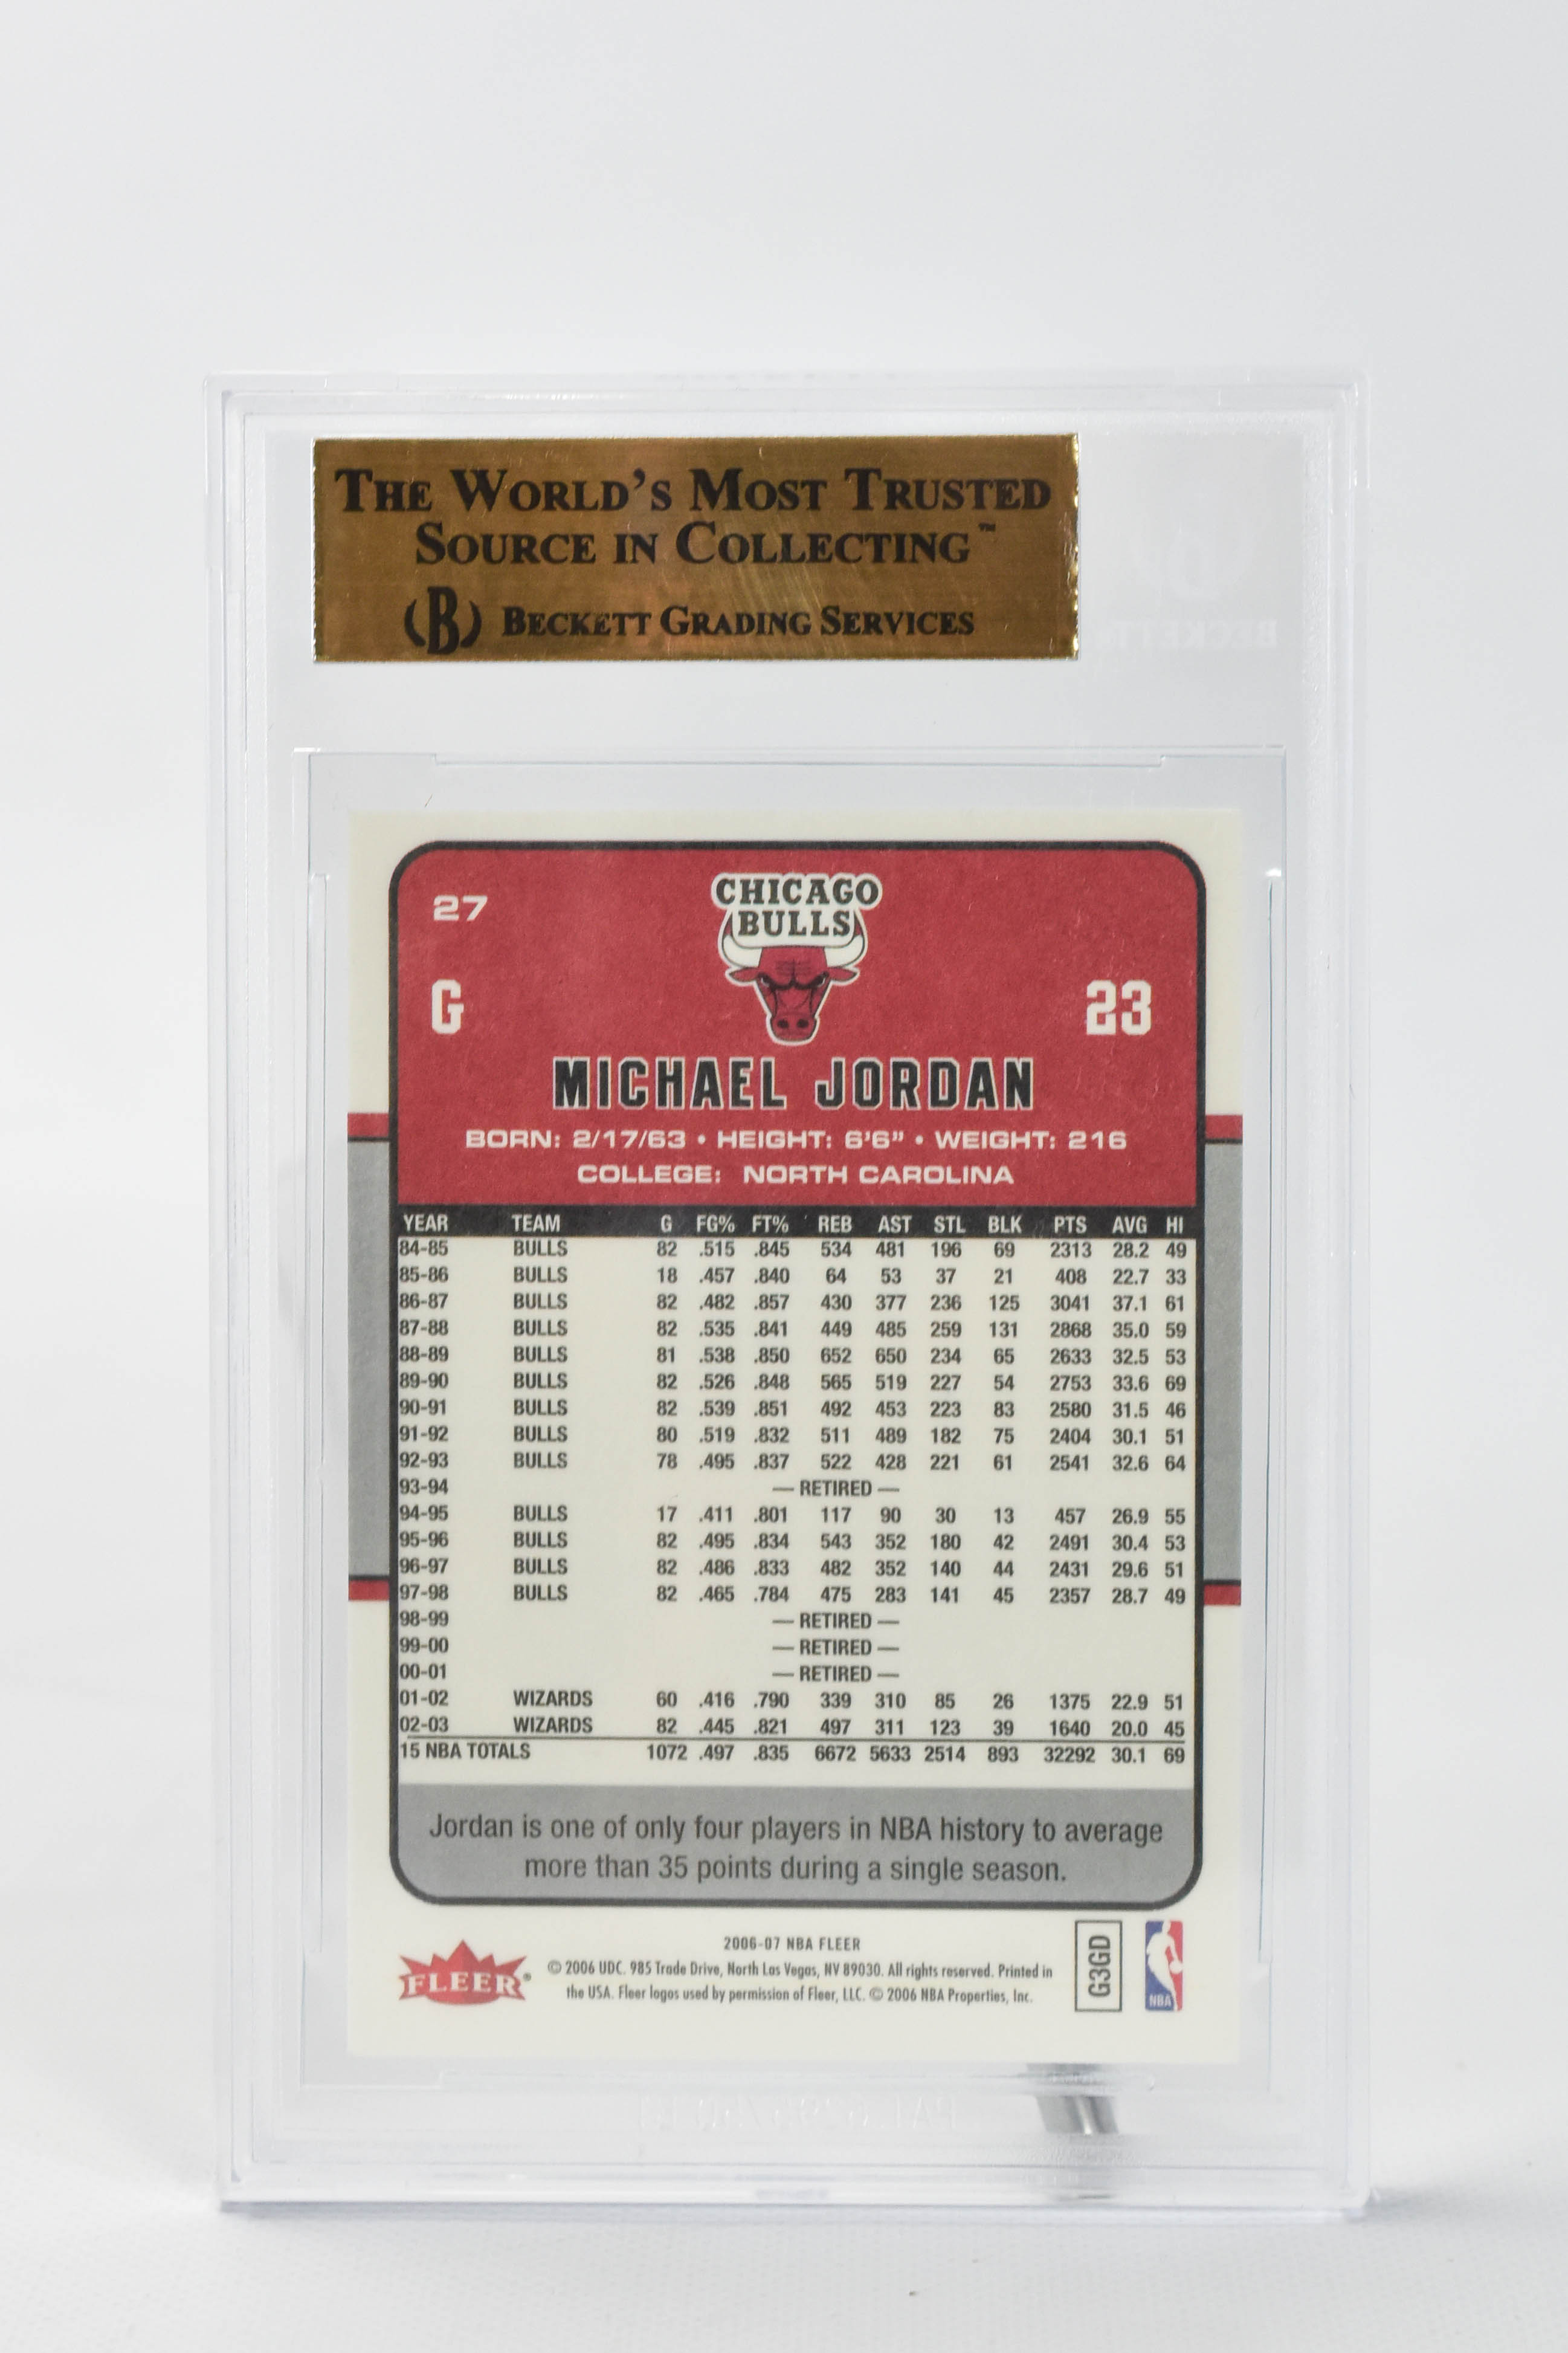 THE WORLD'S MOST TRUSTED
SOURCE IN COLLECTING™
(B) BECKETT GRADING SERVICES
27
CHICAGO
BULLS
G
23
MICHAEL JORDAN
BORN: 2/17/63 • HEIGHT: 6'6" • WEIGHT: 216
COLLEGE: NORTH CAROLINA
YEAR TEAM G FG% FT% REB AST STL BLK PTS AVG HI
84-85 BULLS 82 .515 .845 534 481 196 69 2313 28.2 49
85-86 BULLS 18 .457 .840 64 53 37 21 408 22.7 33
86-87 BULLS 82 .482 .857 430 377 236 125 3041 37.1 61
87-88 BULLS 82 .535 .841 449 485 259 131 2868 35.0 59
88-89 BULLS 81 .538 .850 652 650 234 65 2633 32.5 53
89-90 BULLS 82 .526 .848 565 519 227 54 2753 33.6 69
90-91 BULLS 82 .539 .851 492 453 223 83 2580 31.5 46
91-92 BULLS 80 .519 .832 511 489 182 75 2404 30.1 51
92-93 BULLS 78 .495 .837 522 428 221 61 2541 32.6 64
93-94 — RETIRED —
94-95 BULLS 17 .411 .801 117 90 30 13 457 26.9 55
95-96 BULLS 82 .495 .834 543 352 180 42 2491 30.4 53
96-97 BULLS 82 .486 .833 482 352 140 44 2431 29.6 51
97-98 BULLS 82 .465 .784 475 283 141 45 2357 28.7 49
98-99 — RETIRED —
99-00 — RETIRED —
00-01 — RETIRED —
01-02 WIZARDS 60 .416 .790 339 310 85 26 1375 22.9 51
02-03 WIZARDS 82 .445 .821 497 311 123 39 1640 20.0 45
15 NBA TOTALS 1072 .497 .835 6672 5633 2514 893 32292 30.1 69
Jordan is one of only four players in NBA history to average
more than 35 points during a single season.
FLEER®
2006-07 NBA FLEER
© 2006 UDC. 985 Trade Drive, North Las Vegas, NV 89030. All rights reserved. Printed in
the USA. Fleer logos used by permission of Fleer, LLC. © 2006 NBA Properties, Inc.
G3GD
NBA